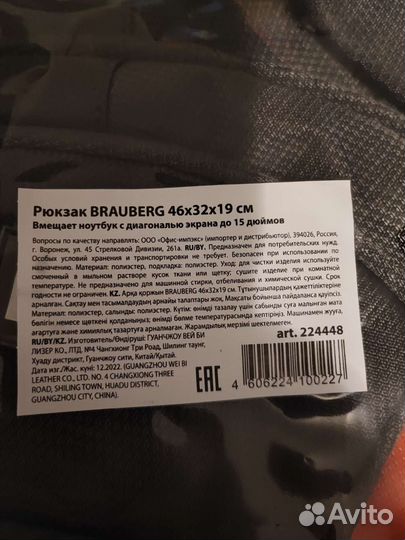 Рюкзак BRAUBERG 46х32х19 см
Вмещает ноутбук с диагональю экрана до 15 дюймов
Вопросы по качеству направлять: ООО «Офис-импэкс» (импортер и дистрибьютор), 394026, Россия,
г. Воронеж, ул. 45 Стрелковой Дивизии, 261а. RU/BY. Предназначен для потребительских нужд.
Особых условий хранения и транспортировки не требует. Безопасен при использовании по
назначению. Материал: полиэстер, подкладка: полиэстер. Уход: для чистки изделия используйте
смоченный в мыльном растворе кусок ткани или щетку; сушите изделие при комнатной
температуре. Не предназначен для машинной стирки, отбеливания и химической сушки. Срок
годности не ограничен. KZ. Арқа қоржын BRAUBERG 46х32х19 см. Тұтынушылардың қажеттіліктеріне
арналған. Сақтау мен тасымалдаудың арнайы талаптары жоқ. Мақсаты бойынша пайдалануға қауіпсіз.
Материал: полиэстер, астары: полиэстер. Күтім: өнімді тазалау үшін сабынды суға малынған мата
бөлігін немесе щеткені қолданыңыз; өнімді бөлме температурасында кептіріңіз. Машинамен жууға,
ағартуға және химиялық тазартуға арналмаған. Жарамдылық мерзімі шектелмеген.
RU/BY/KZ. Изготовитель/Өндіруші: ГУАНЧЖОУ ВЕЙ БИ
ЛИЗЕР КО., ЛТД. №4 Чангхионг Три Роад, Шилинг таунг,
Хуаду дистрикт, Гуанчжоу сити, Китай/Қытай.
Дата изг./Жас. күні: 12.2022. (GUANGZHOU WEI BI
LEATHER CO., LTD. NO. 4 CHANGXIONG THREE
ROAD, SHILING TOWN, HUADU DISTRICT,
GUANGZHOU CITY, CHINA).
art. 224448
EAC
4 606224 100227
Avito